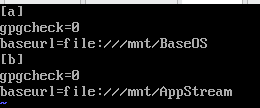 [a]
gpgcheck=0
baseurl=file:///mnt/BaseOS
[b]
gpgcheck=0
baseurl=file:///mnt/AppStream
~